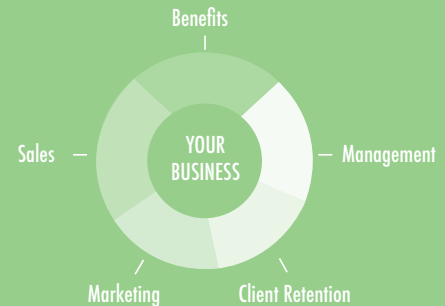 Benefits
Sales
YOUR
BUSINESS
Management
Marketing
Client Retention